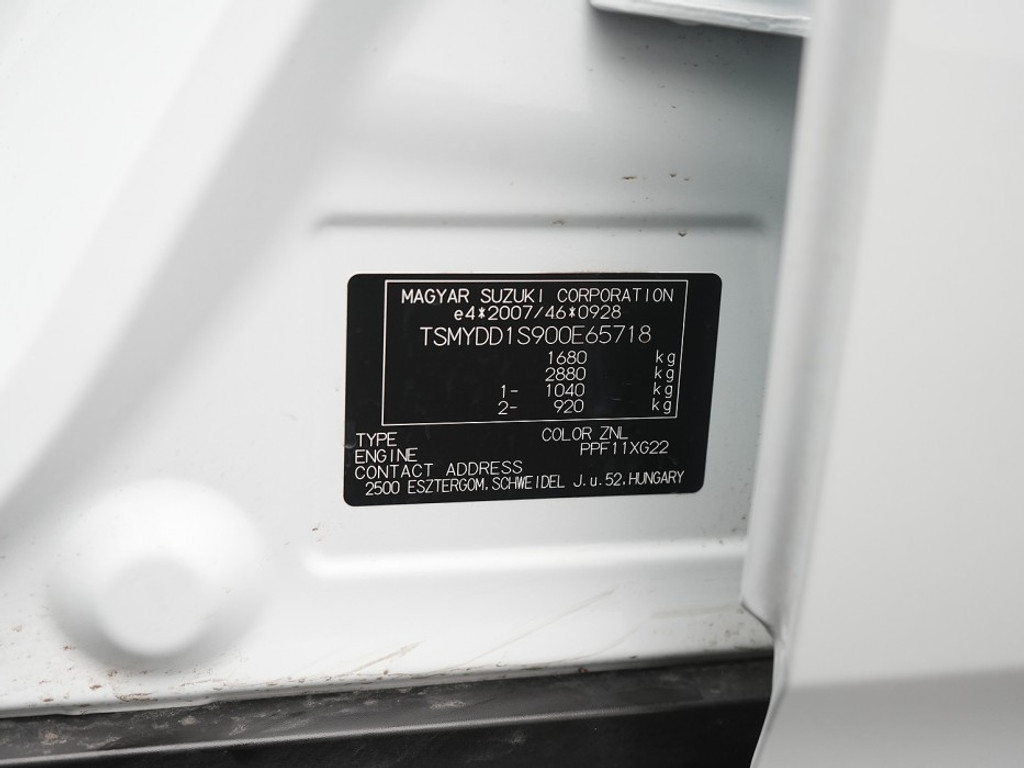 MAGYAR SUZUKI CORPORATION
e4*2007/46*0928
TSMYDD1S900E65718
1680 kg
2880 kg
1- 1040 kg
2- 920 kg
TYPE COLOR ZNL
ENGINE PPF11XG22
CONTACT ADDRESS
2500 ESZTERGOM.SCHWEIDEL J.u.52.HUNGARY